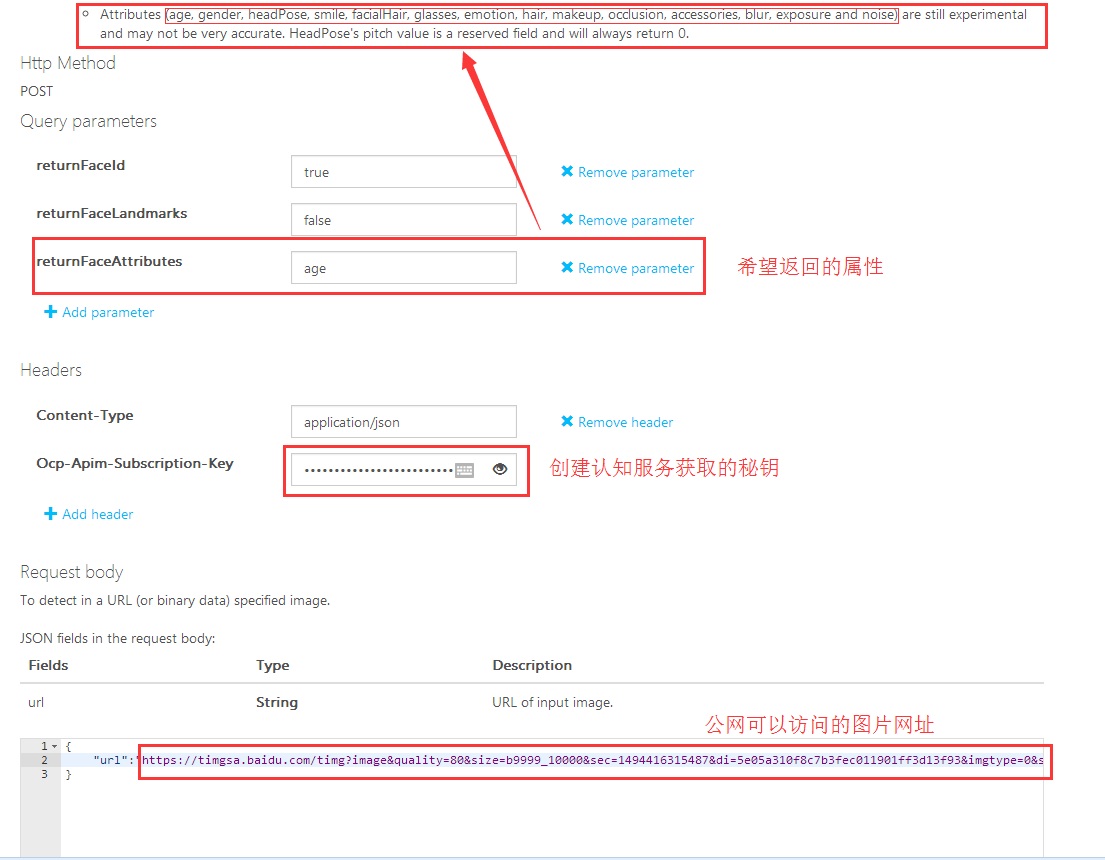 Attributes (age, gender, headPose, smile, facialHair, glasses, emotion, hair, makeup, occlusion, accessories, blur, exposure and noise) are still experimental
and may not be very accurate. HeadPose's pitch value is a reserved field and will always return 0.
Http Method
POST
Query parameters
returnFaceId true Remove parameter
returnFaceLandmarks false Remove parameter
returnFaceAttributes age Remove parameter 希望返回的属性
Add parameter
Headers
Content-Type application/json Remove header
Ocp-Apim-Subscription-Key ························· 创建认知服务获取的秘钥
Add header
Request body
To detect in a URL (or binary data) specified image.
JSON fields in the request body:
Fields Type Description
url String URL of input image.
公网可以访问的图片网址
1 {
2 "url":"https://timgsa.baidu.com/timg?image&quality=80&size=b9999_10000&sec=1494416315487&di=5e05a310f8c7b3fec011901ff3d13f93&imgtype=0&s
3 }